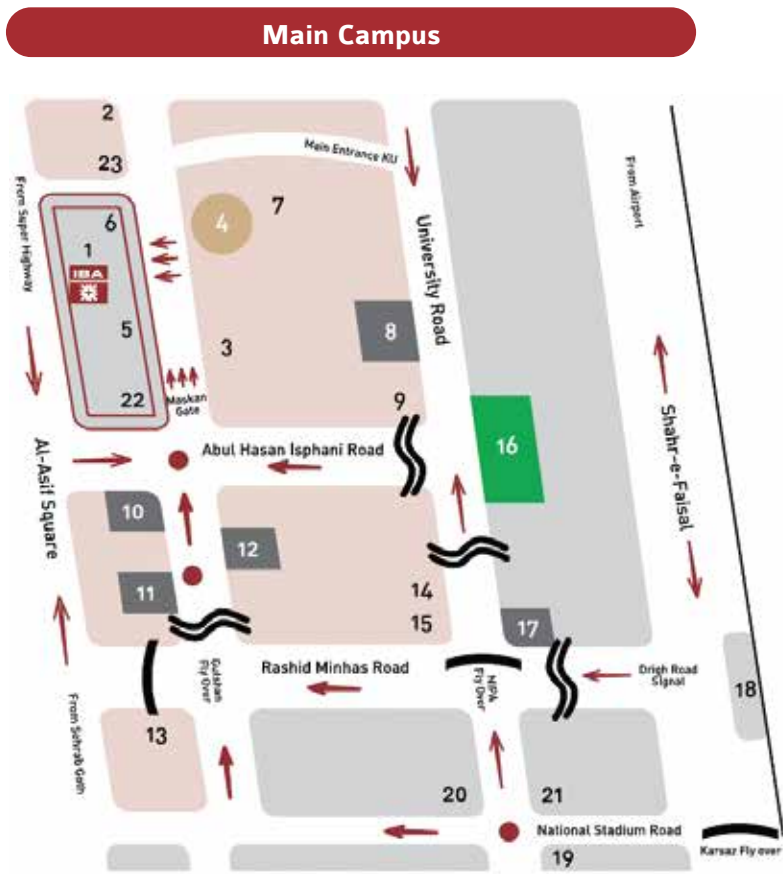 Main Campus
2
23
Main Entrance KU
From Super Highway
6
1
IBA
5
22
4
7
3
8
9
University Road
From Airport
Maskan
Gate
Al-Asif Square
Abul Hasan Isphani Road
16
Shahr-e-Faisal
10
11
12
14
15
17
18
Rashid Minhas Road
Gulshan
Fly Over
NIPA
Fly Over
Drigh Road
Signal
From Sohrab Goth
13
20
21
National Stadium Road
Karsaz Fly over
19